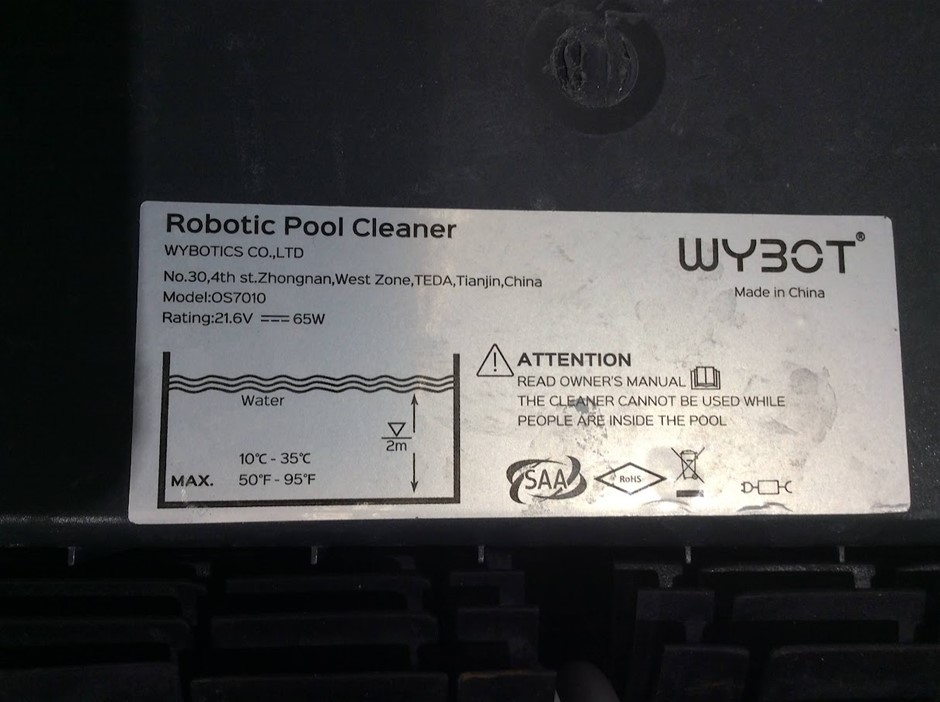 Robotic Pool Cleaner
WYBOTICS CO.,LTD
No.30,4th st.Zhongnan,West Zone,TEDA,Tianjin,China
Model:OS7010
Rating:21.6V ⎓ 65W
WYBOT®
Made in China
Water
2m
10℃ - 35℃
MAX. 50℉ - 95℉
ATTENTION
READ OWNER'S MANUAL
THE CLEANER CANNOT BE USED WHILE
PEOPLE ARE INSIDE THE POOL
SAA
RoHS